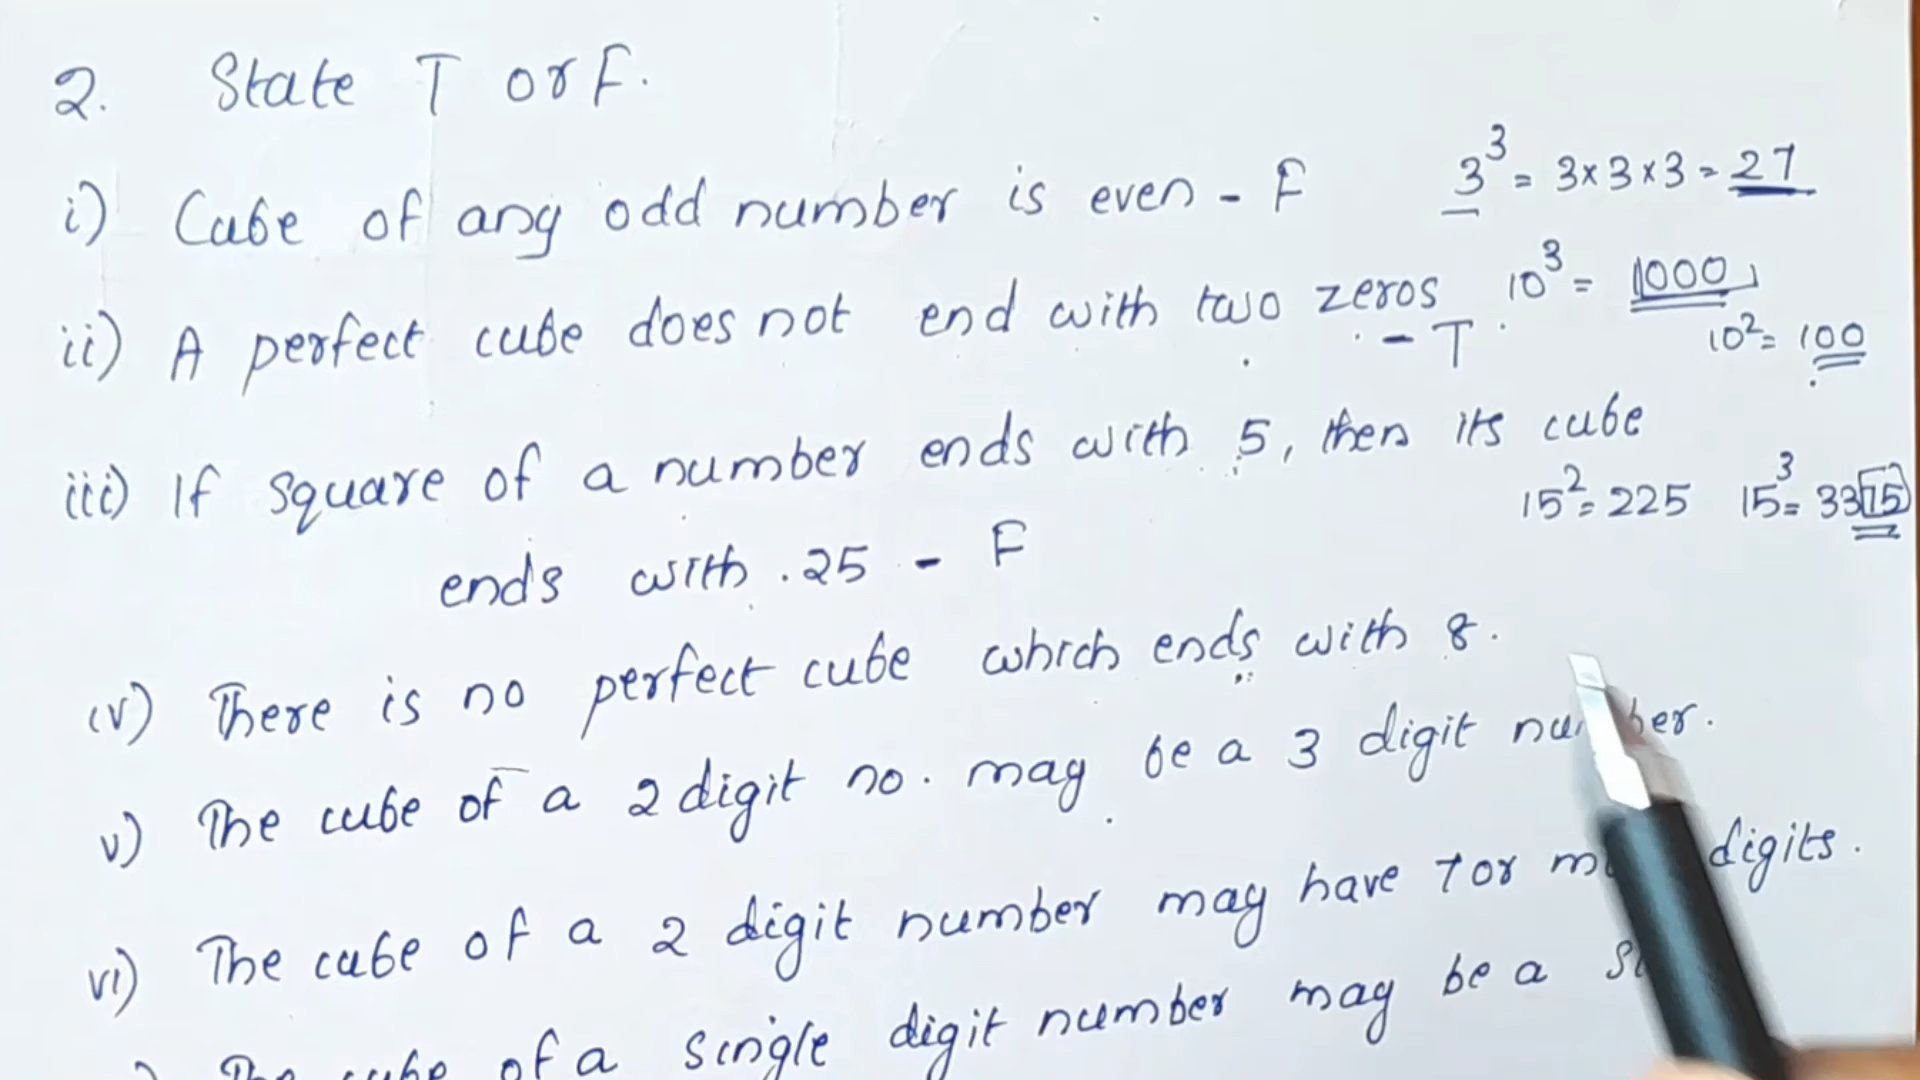 2. State T or F.
i) Cube of any odd number is even - F 3³ = 3×3×3 = 27
ii) A perfect cube does not end with two zeros - T 10³ = 1000
10² = 100
iii) If square of a number ends with 5, then its cube
15² = 225 15³ = 3375
ends with 25 - F
(v) There is no perfect cube which ends with 8.
v) The cube of a 2 digit no. may be a 3 digit number.
vi) The cube of a 2 digit number may have 7 or digits.
The cube of a single digit number may be a